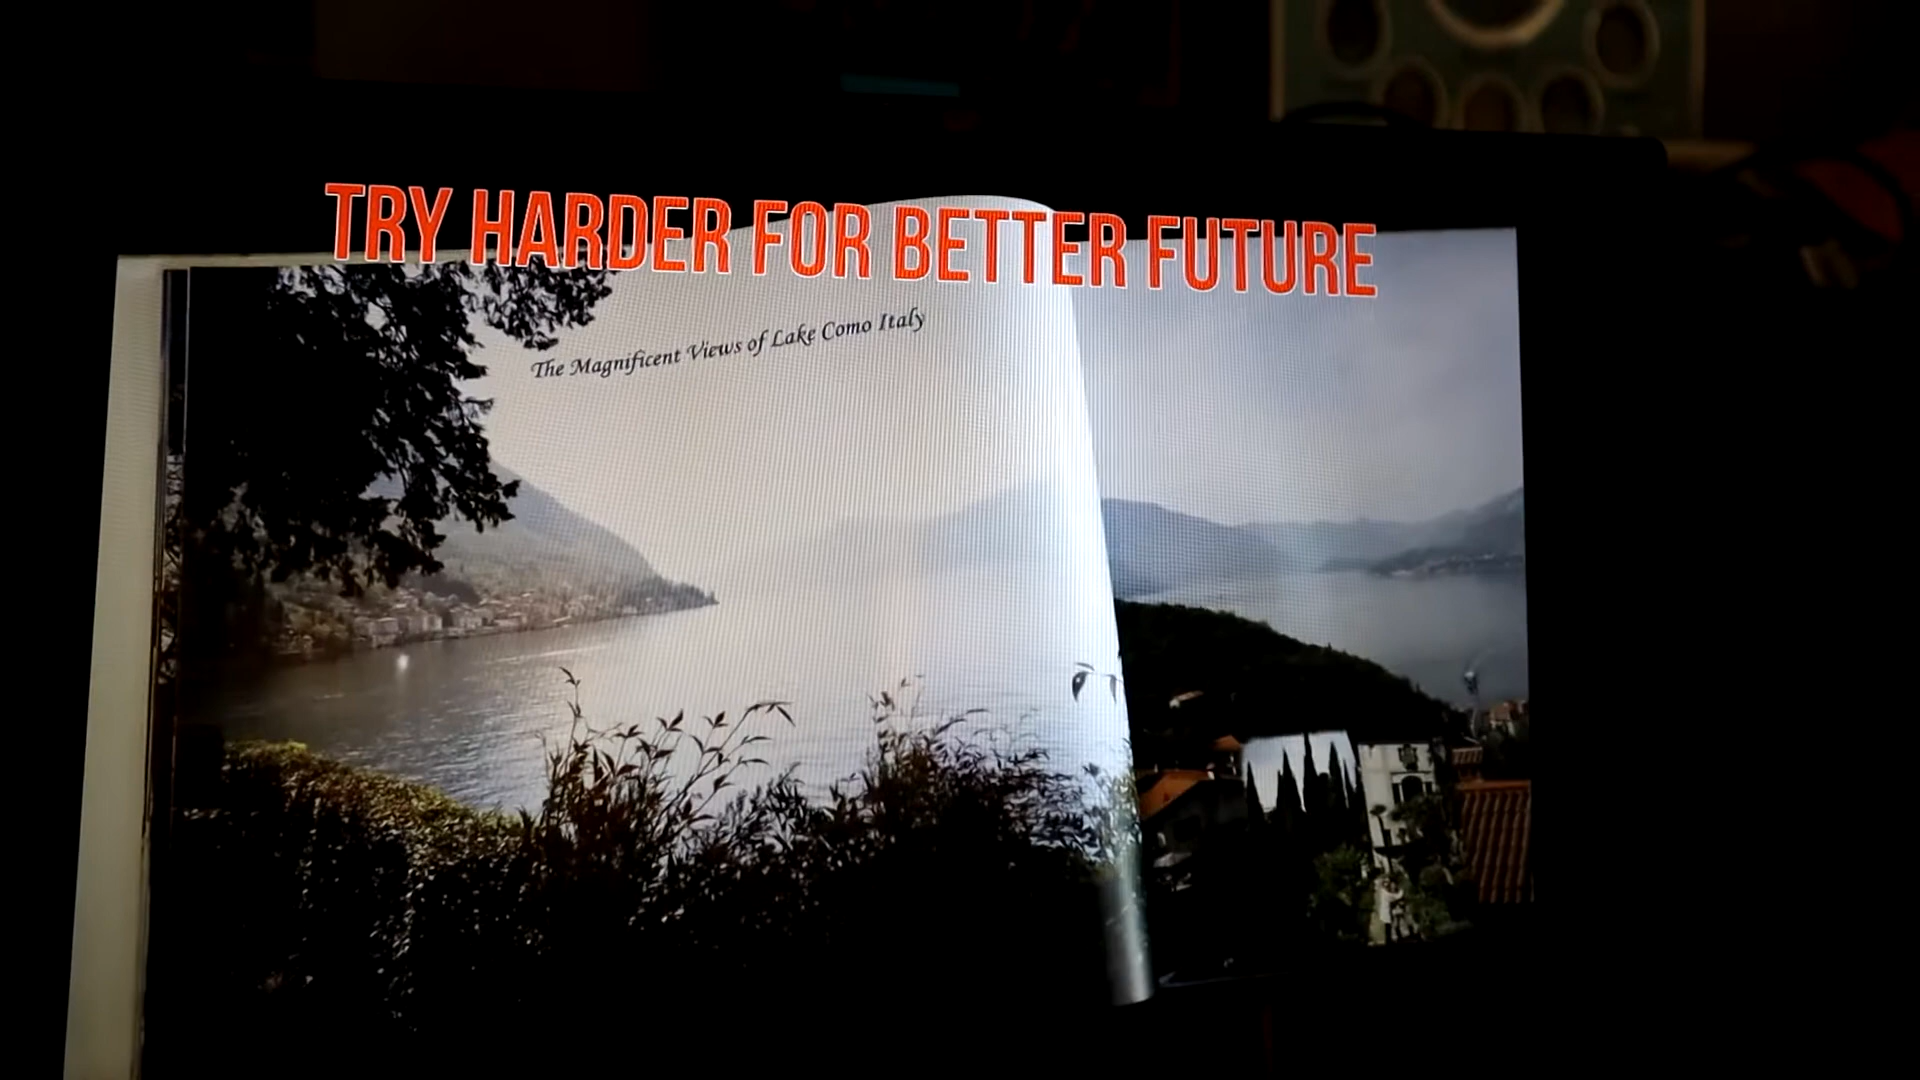 TRY HARDER FOR BETTER FUTURE
The Magnificent Views of Lake Como Italy